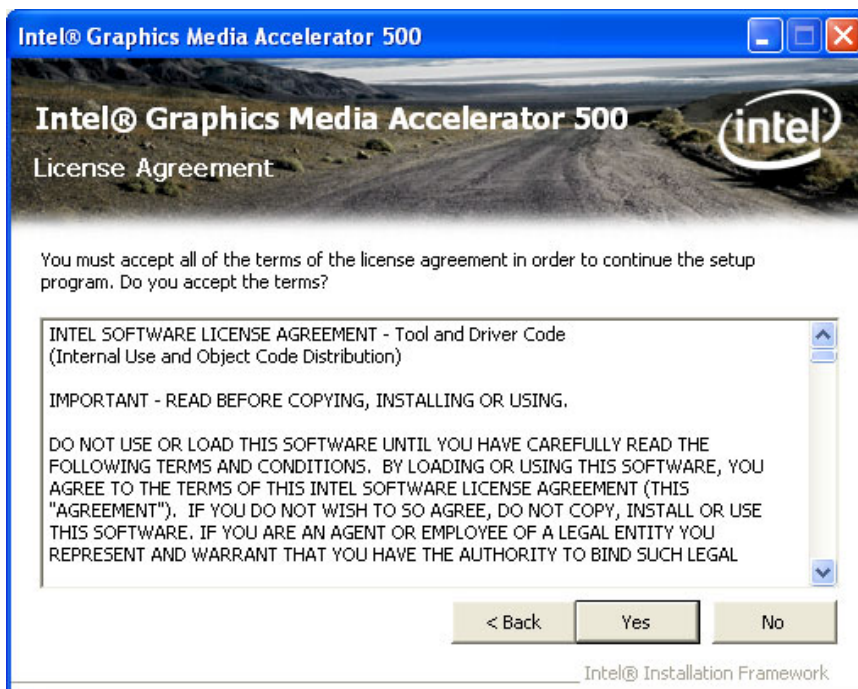 Intel® Graphics Media Accelerator 500
Intel® Graphics Media Accelerator 500
intel
License Agreement
You must accept all of the terms of the license agreement in order to continue the setup
program. Do you accept the terms?
INTEL SOFTWARE LICENSE AGREEMENT - Tool and Driver Code
(Internal Use and Object Code Distribution)
IMPORTANT - READ BEFORE COPYING, INSTALLING OR USING.
DO NOT USE OR LOAD THIS SOFTWARE UNTIL YOU HAVE CAREFULLY READ THE
FOLLOWING TERMS AND CONDITIONS.  BY LOADING OR USING THIS SOFTWARE, YOU
AGREE TO THE TERMS OF THIS INTEL SOFTWARE LICENSE AGREEMENT (THIS
"AGREEMENT").  IF YOU DO NOT WISH TO SO AGREE, DO NOT COPY, INSTALL OR USE
THIS SOFTWARE. IF YOU ARE AN AGENT OR EMPLOYEE OF A LEGAL ENTITY YOU
REPRESENT AND WARRANT THAT YOU HAVE THE AUTHORITY TO BIND SUCH LEGAL
< Back
Yes
No
Intel® Installation Framework